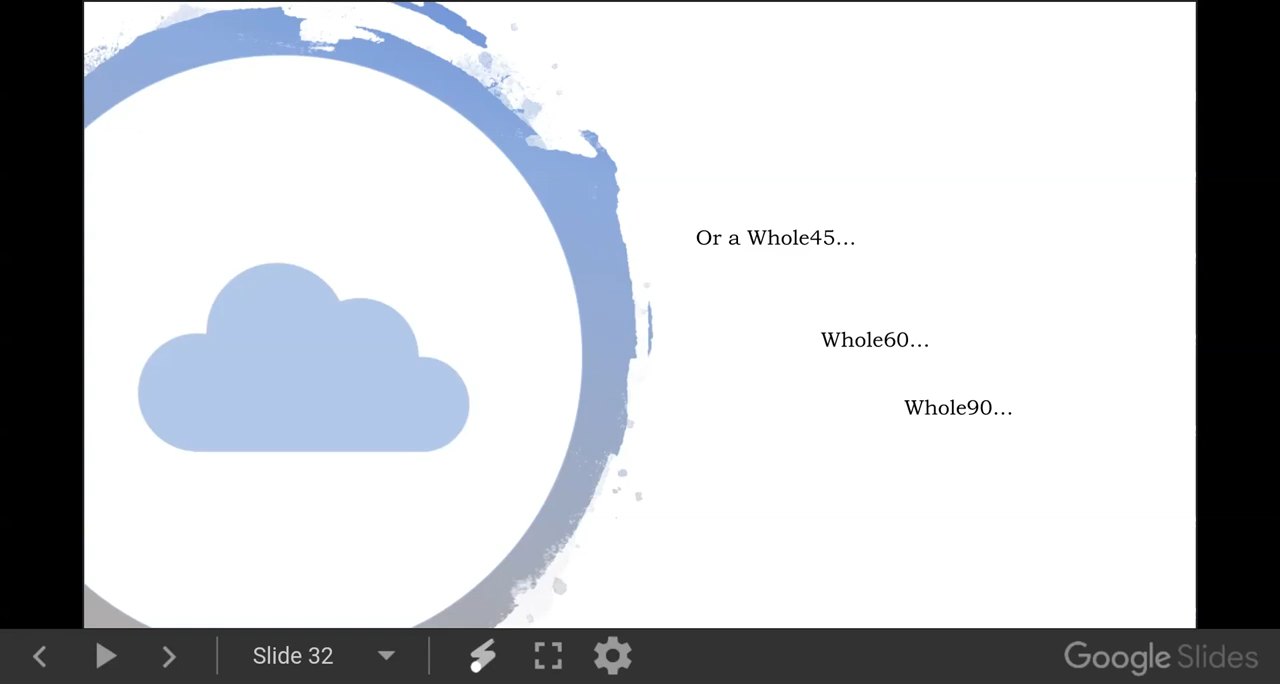 Or a Whole45…
Whole60…
Whole90…
Slide 32
Google Slides